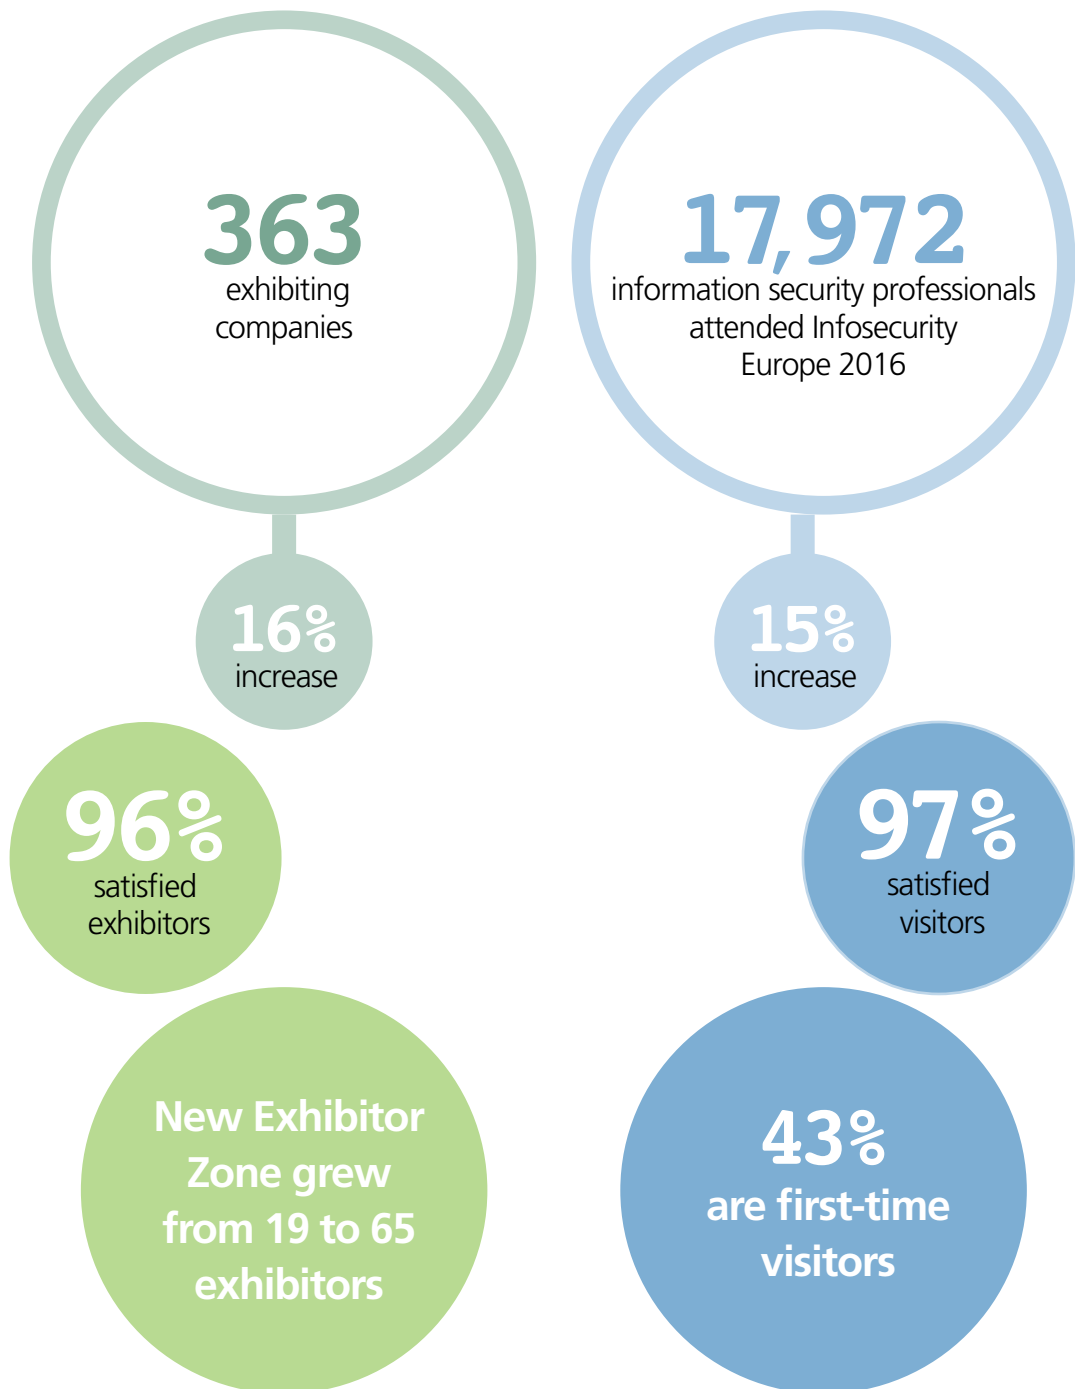 363
exhibiting
companies
16%
increase
96%
satisfied
exhibitors
New Exhibitor
Zone grew
from 19 to 65
exhibitors
17,972
information security professionals
attended Infosecurity
Europe 2016
15%
increase
97%
satisfied
visitors
43%
are first-time
visitors